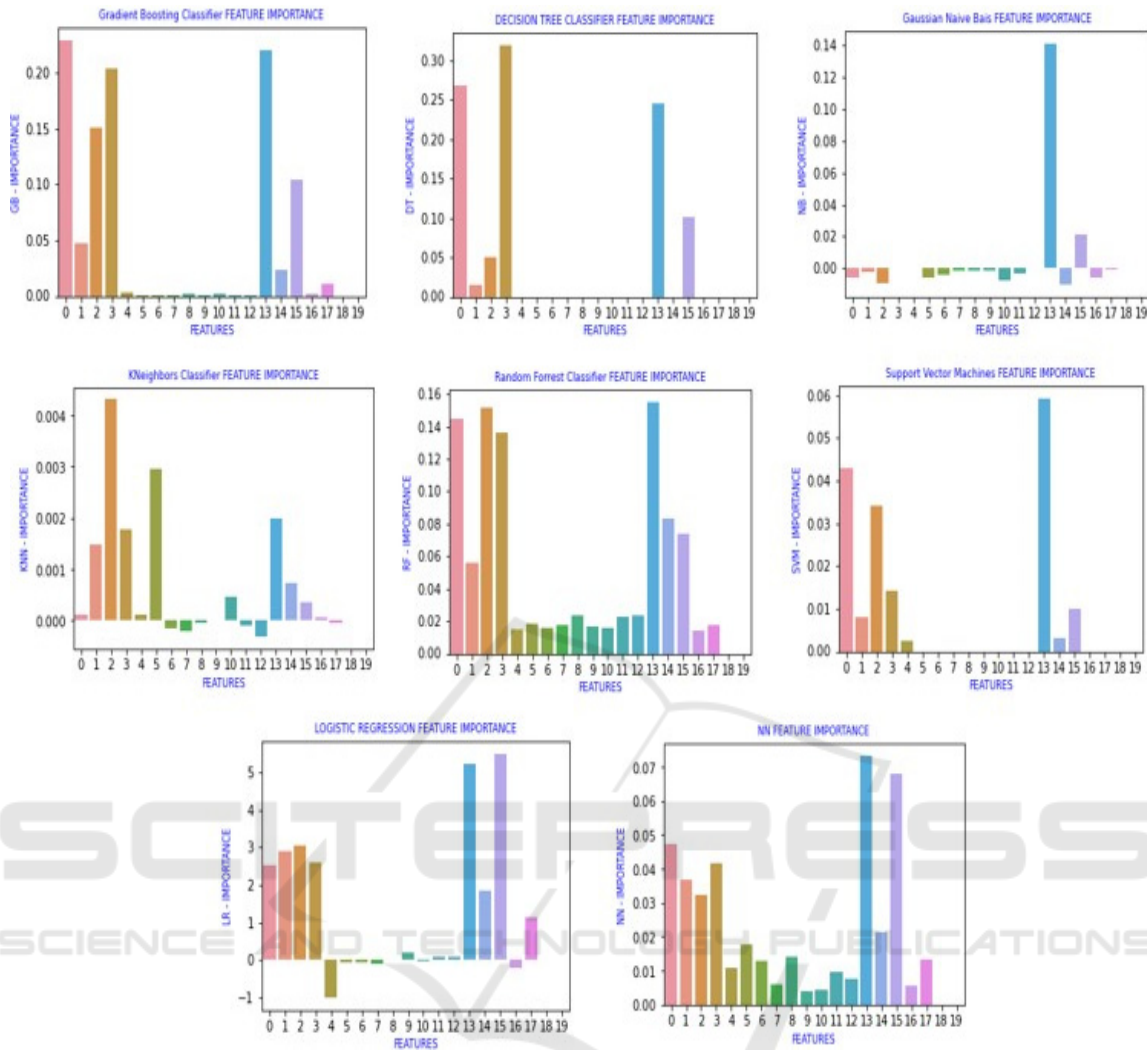 Gradient Boosting Classifier FEATURE IMPORTANCE
GB - IMPORTANCE
0.20
0.15
0.10
0.05
0.00
0 1 2 3 4 5 6 7 8 9 10 11 12 13 14 15 16 17 18 19
FEATURES
DECISION TREE CLASSIFIER FEATURE IMPORTANCE
DT - IMPORTANCE
0.30
0.25
0.20
0.15
0.10
0.05
0.00
0 1 2 3 4 5 6 7 8 9 10 11 12 13 14 15 16 17 18 19
FEATURES
Gaussian Naive Bais FEATURE IMPORTANCE
NB - IMPORTANCE
0.14
0.12
0.10
0.08
0.06
0.04
0.02
0.00
0 1 2 3 4 5 6 7 8 9 10 11 12 13 14 15 16 17 18 19
FEATURES
KNeighbors Classifier FEATURE IMPORTANCE
KNN - IMPORTANCE
0.004
0.003
0.002
0.001
0.000
0 1 2 3 4 5 6 7 8 9 10 11 12 13 14 15 16 17 18 19
FEATURES
Random Forrest Classifier FEATURE IMPORTANCE
RF - IMPORTANCE
0.16
0.14
0.12
0.10
0.08
0.06
0.04
0.02
0.00
0 1 2 3 4 5 6 7 8 9 10 11 12 13 14 15 16 17 18 19
FEATURES
Support Vector Machines FEATURE IMPORTANCE
SVM - IMPORTANCE
0.06
0.05
0.04
0.03
0.02
0.01
0.00
0 1 2 3 4 5 6 7 8 9 10 11 12 13 14 15 16 17 18 19
FEATURES
LOGISTIC REGRESSION FEATURE IMPORTANCE
LR - IMPORTANCE
5
4
3
2
1
0
−1
0 1 2 3 4 5 6 7 8 9 10 11 12 13 14 15 16 17 18 19
FEATURES
NN FEATURE IMPORTANCE
NN - IMPORTANCE
0.07
0.06
0.05
0.04
0.03
0.02
0.01
0.00
0 1 2 3 4 5 6 7 8 9 10 11 12 13 14 15 16 17 18 19
FEATURES
SCITEPRESS
SCIENCE AND TECHNOLOGY PUBLICATIONS